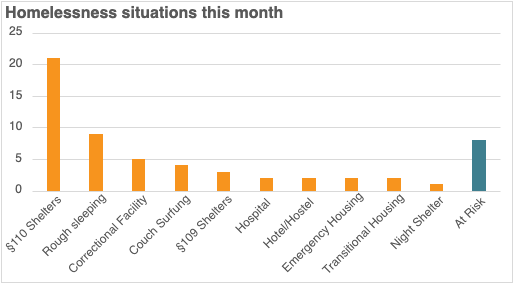 Homelessness situations this month
25
20
15
10
5
0
§110 Shelters
Rough sleeping
Correctional Facility
Couch Surfung
§109 Shelters
Hospital
Hotel/Hostel
Emergency Housing
Transitional Housing
Night Shelter
At Risk